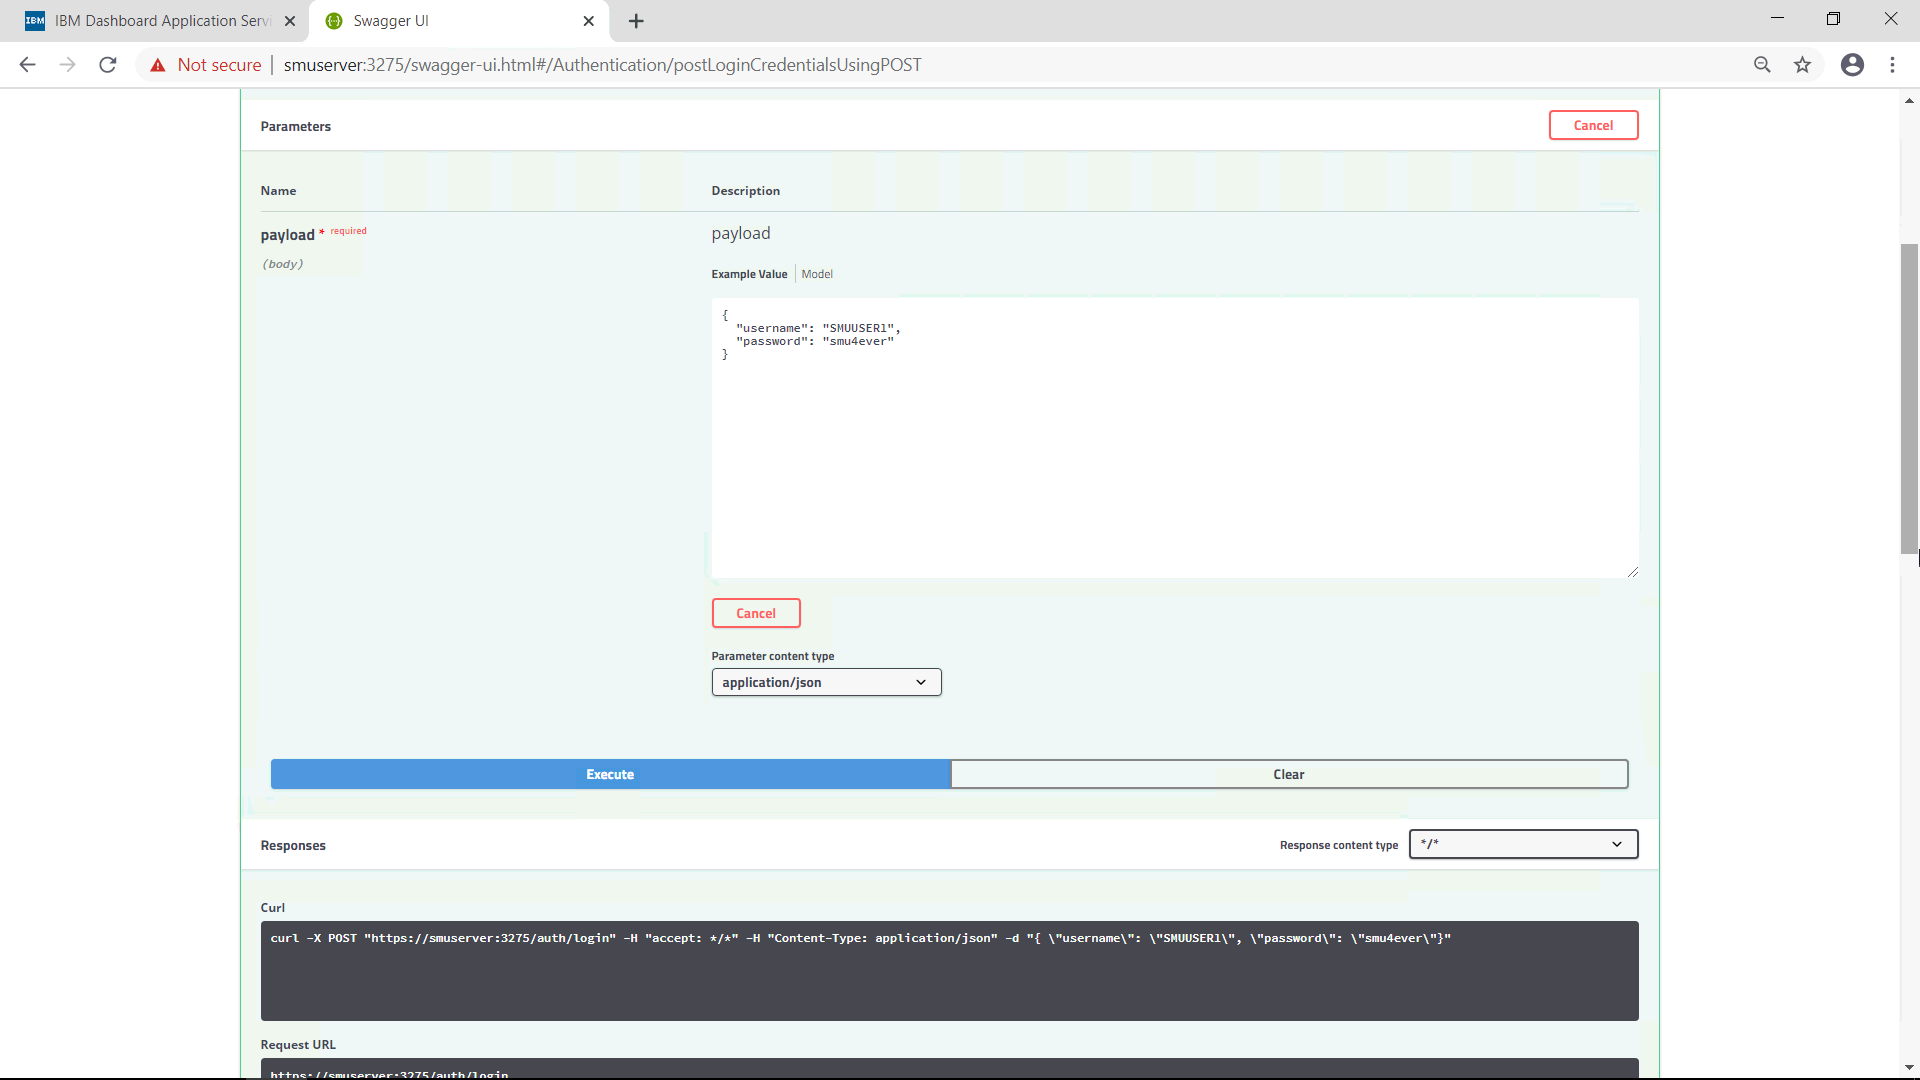 IBM IBM Dashboard Application Servi
Swagger UI
Not secure | smuserver:3275/swagger-ui.html#/Authentication/postLoginCredentialsUsingPOST
Parameters
Cancel
Name Description
payload * required
(body)
payload
Example Value Model
{
"username": "SMUUSER1",
"password": "smu4ever"
}
Cancel
Parameter content type
application/json
Execute
Clear
Responses
Response content type
*/*
Curl
curl -X POST "https://smuserver:3275/auth/login" -H "accept: */*" -H "Content-Type: application/json" -d "{ \"username\": \"SMUUSER1\", \"password\": \"smu4ever\"}"
Request URL
https://smuserver:3275/auth/login